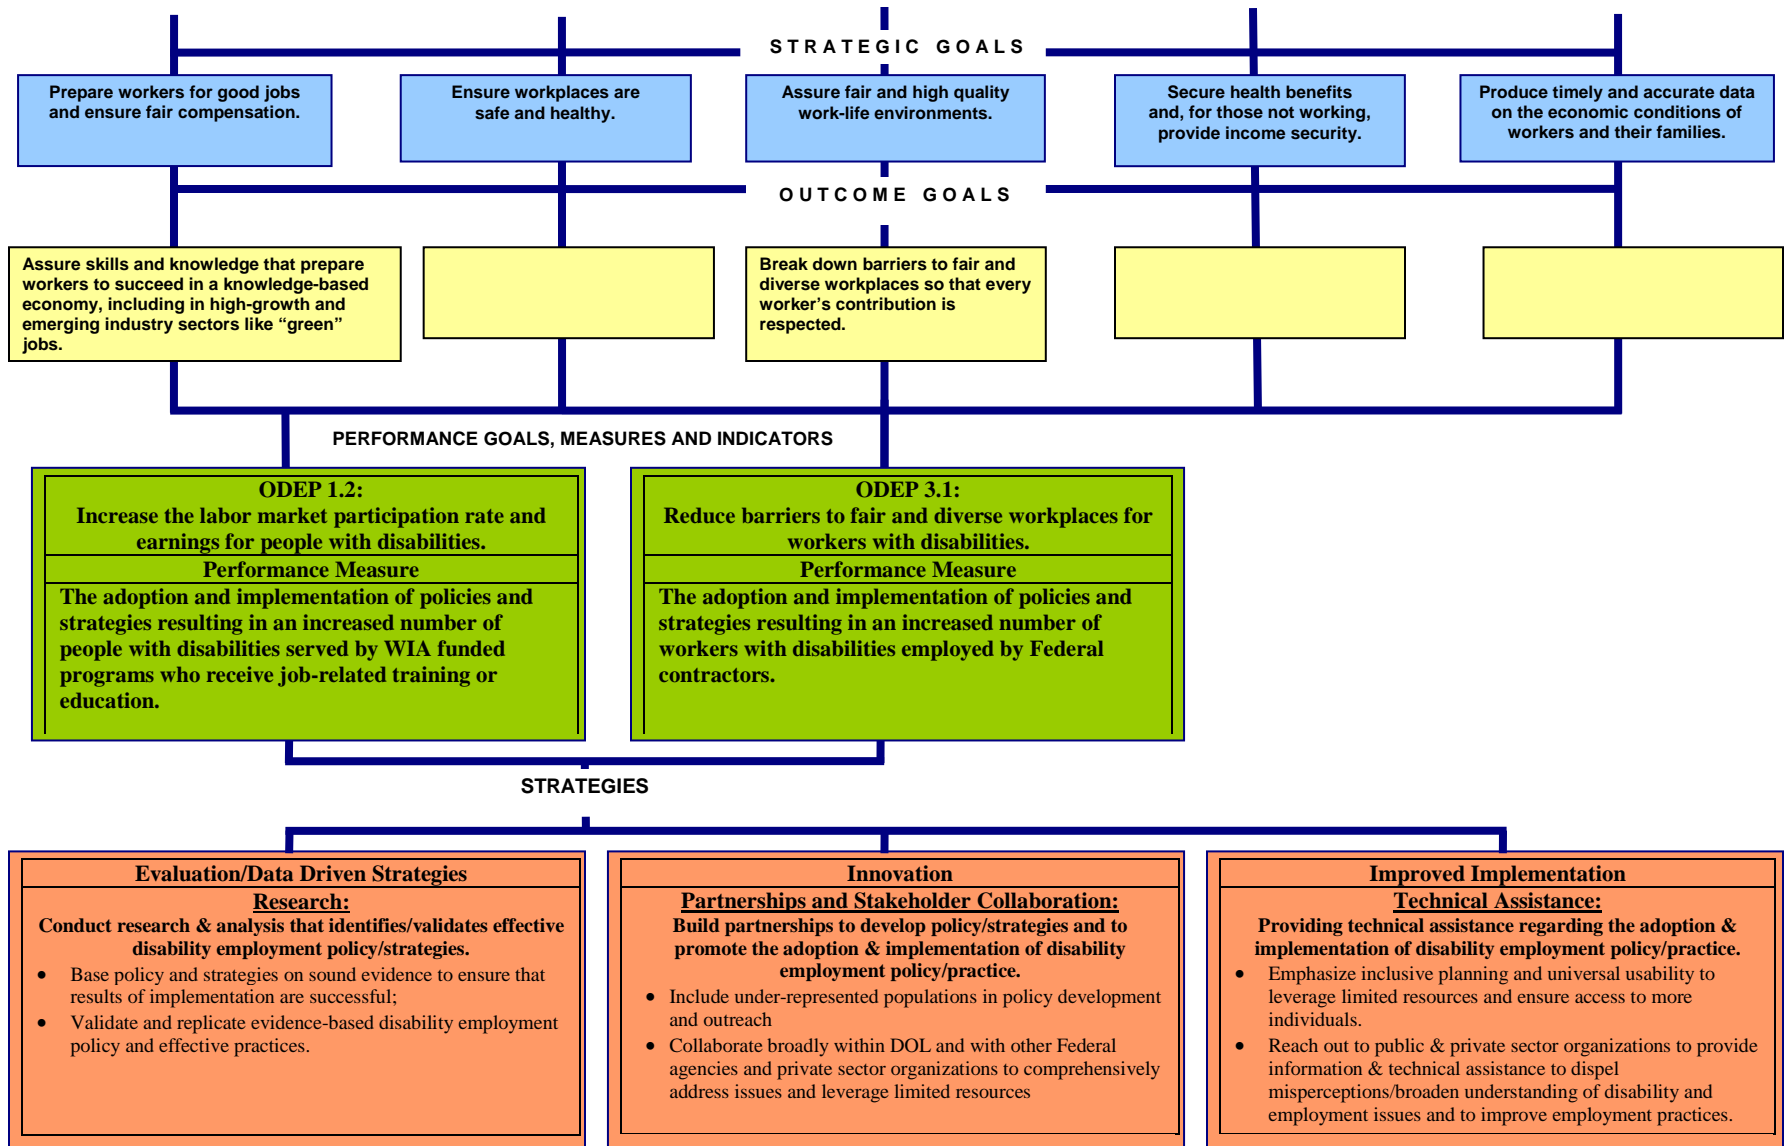 STRATEGIC GOALS
Prepare workers for good jobs
and ensure fair compensation.
Ensure workplaces are
safe and healthy.
Assure fair and high quality
work-life environments.
Secure health benefits
and, for those not working,
provide income security.
Produce timely and accurate data
on the economic conditions of
workers and their families.
OUTCOME GOALS
Assure skills and knowledge that prepare
workers to succeed in a knowledge-based
economy, including in high-growth and
emerging industry sectors like “green”
jobs.
Break down barriers to fair and
diverse workplaces so that every
worker’s contribution is
respected.
PERFORMANCE GOALS, MEASURES AND INDICATORS
ODEP 1.2:
Increase the labor market participation rate and
earnings for people with disabilities.
Performance Measure
The adoption and implementation of policies and
strategies resulting in an increased number of
people with disabilities served by WIA funded
programs who receive job-related training or
education.
ODEP 3.1:
Reduce barriers to fair and diverse workplaces for
workers with disabilities.
Performance Measure
The adoption and implementation of policies and
strategies resulting in an increased number of
workers with disabilities employed by Federal
contractors.
STRATEGIES
Evaluation/Data Driven Strategies
Research:
Conduct research & analysis that identifies/validates effective
disability employment policy/strategies.
• Base policy and strategies on sound evidence to ensure that
results of implementation are successful;
• Validate and replicate evidence-based disability employment
policy and effective practices.
Innovation
Partnerships and Stakeholder Collaboration:
Build partnerships to develop policy/strategies and to
promote the adoption & implementation of disability
employment policy/practice.
• Include under-represented populations in policy development
and outreach
• Collaborate broadly within DOL and with other Federal
agencies and private sector organizations to comprehensively
address issues and leverage limited resources
Improved Implementation
Technical Assistance:
Providing technical assistance regarding the adoption &
implementation of disability employment policy/practice.
• Emphasize inclusive planning and universal usability to
leverage limited resources and ensure access to more
individuals.
• Reach out to public & private sector organizations to provide
information & technical assistance to dispel
misperceptions/broaden understanding of disability and
employment issues and to improve employment practices.